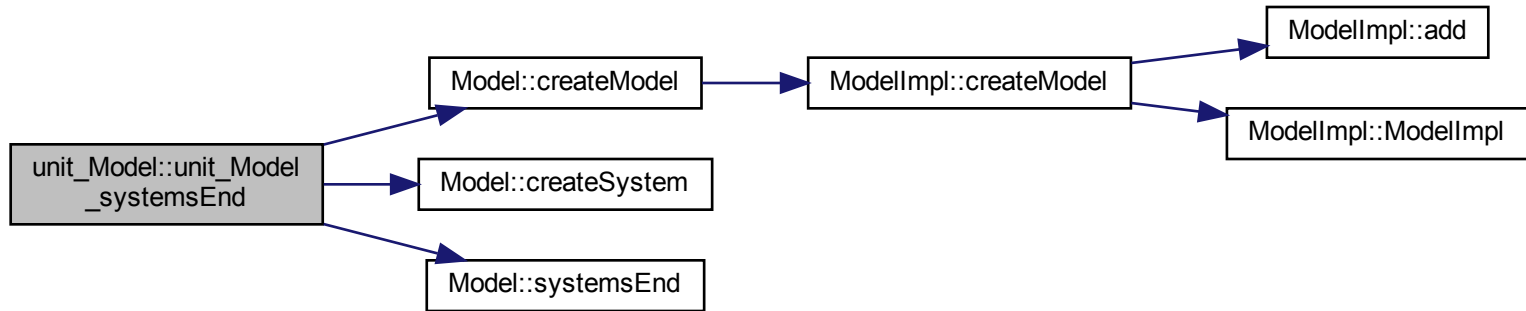 unit_Model::unit_Model
_systemsEnd
Model::createModel
Model::createSystem
Model::systemsEnd
ModelImpl::createModel
ModelImpl::add
ModelImpl::ModelImpl